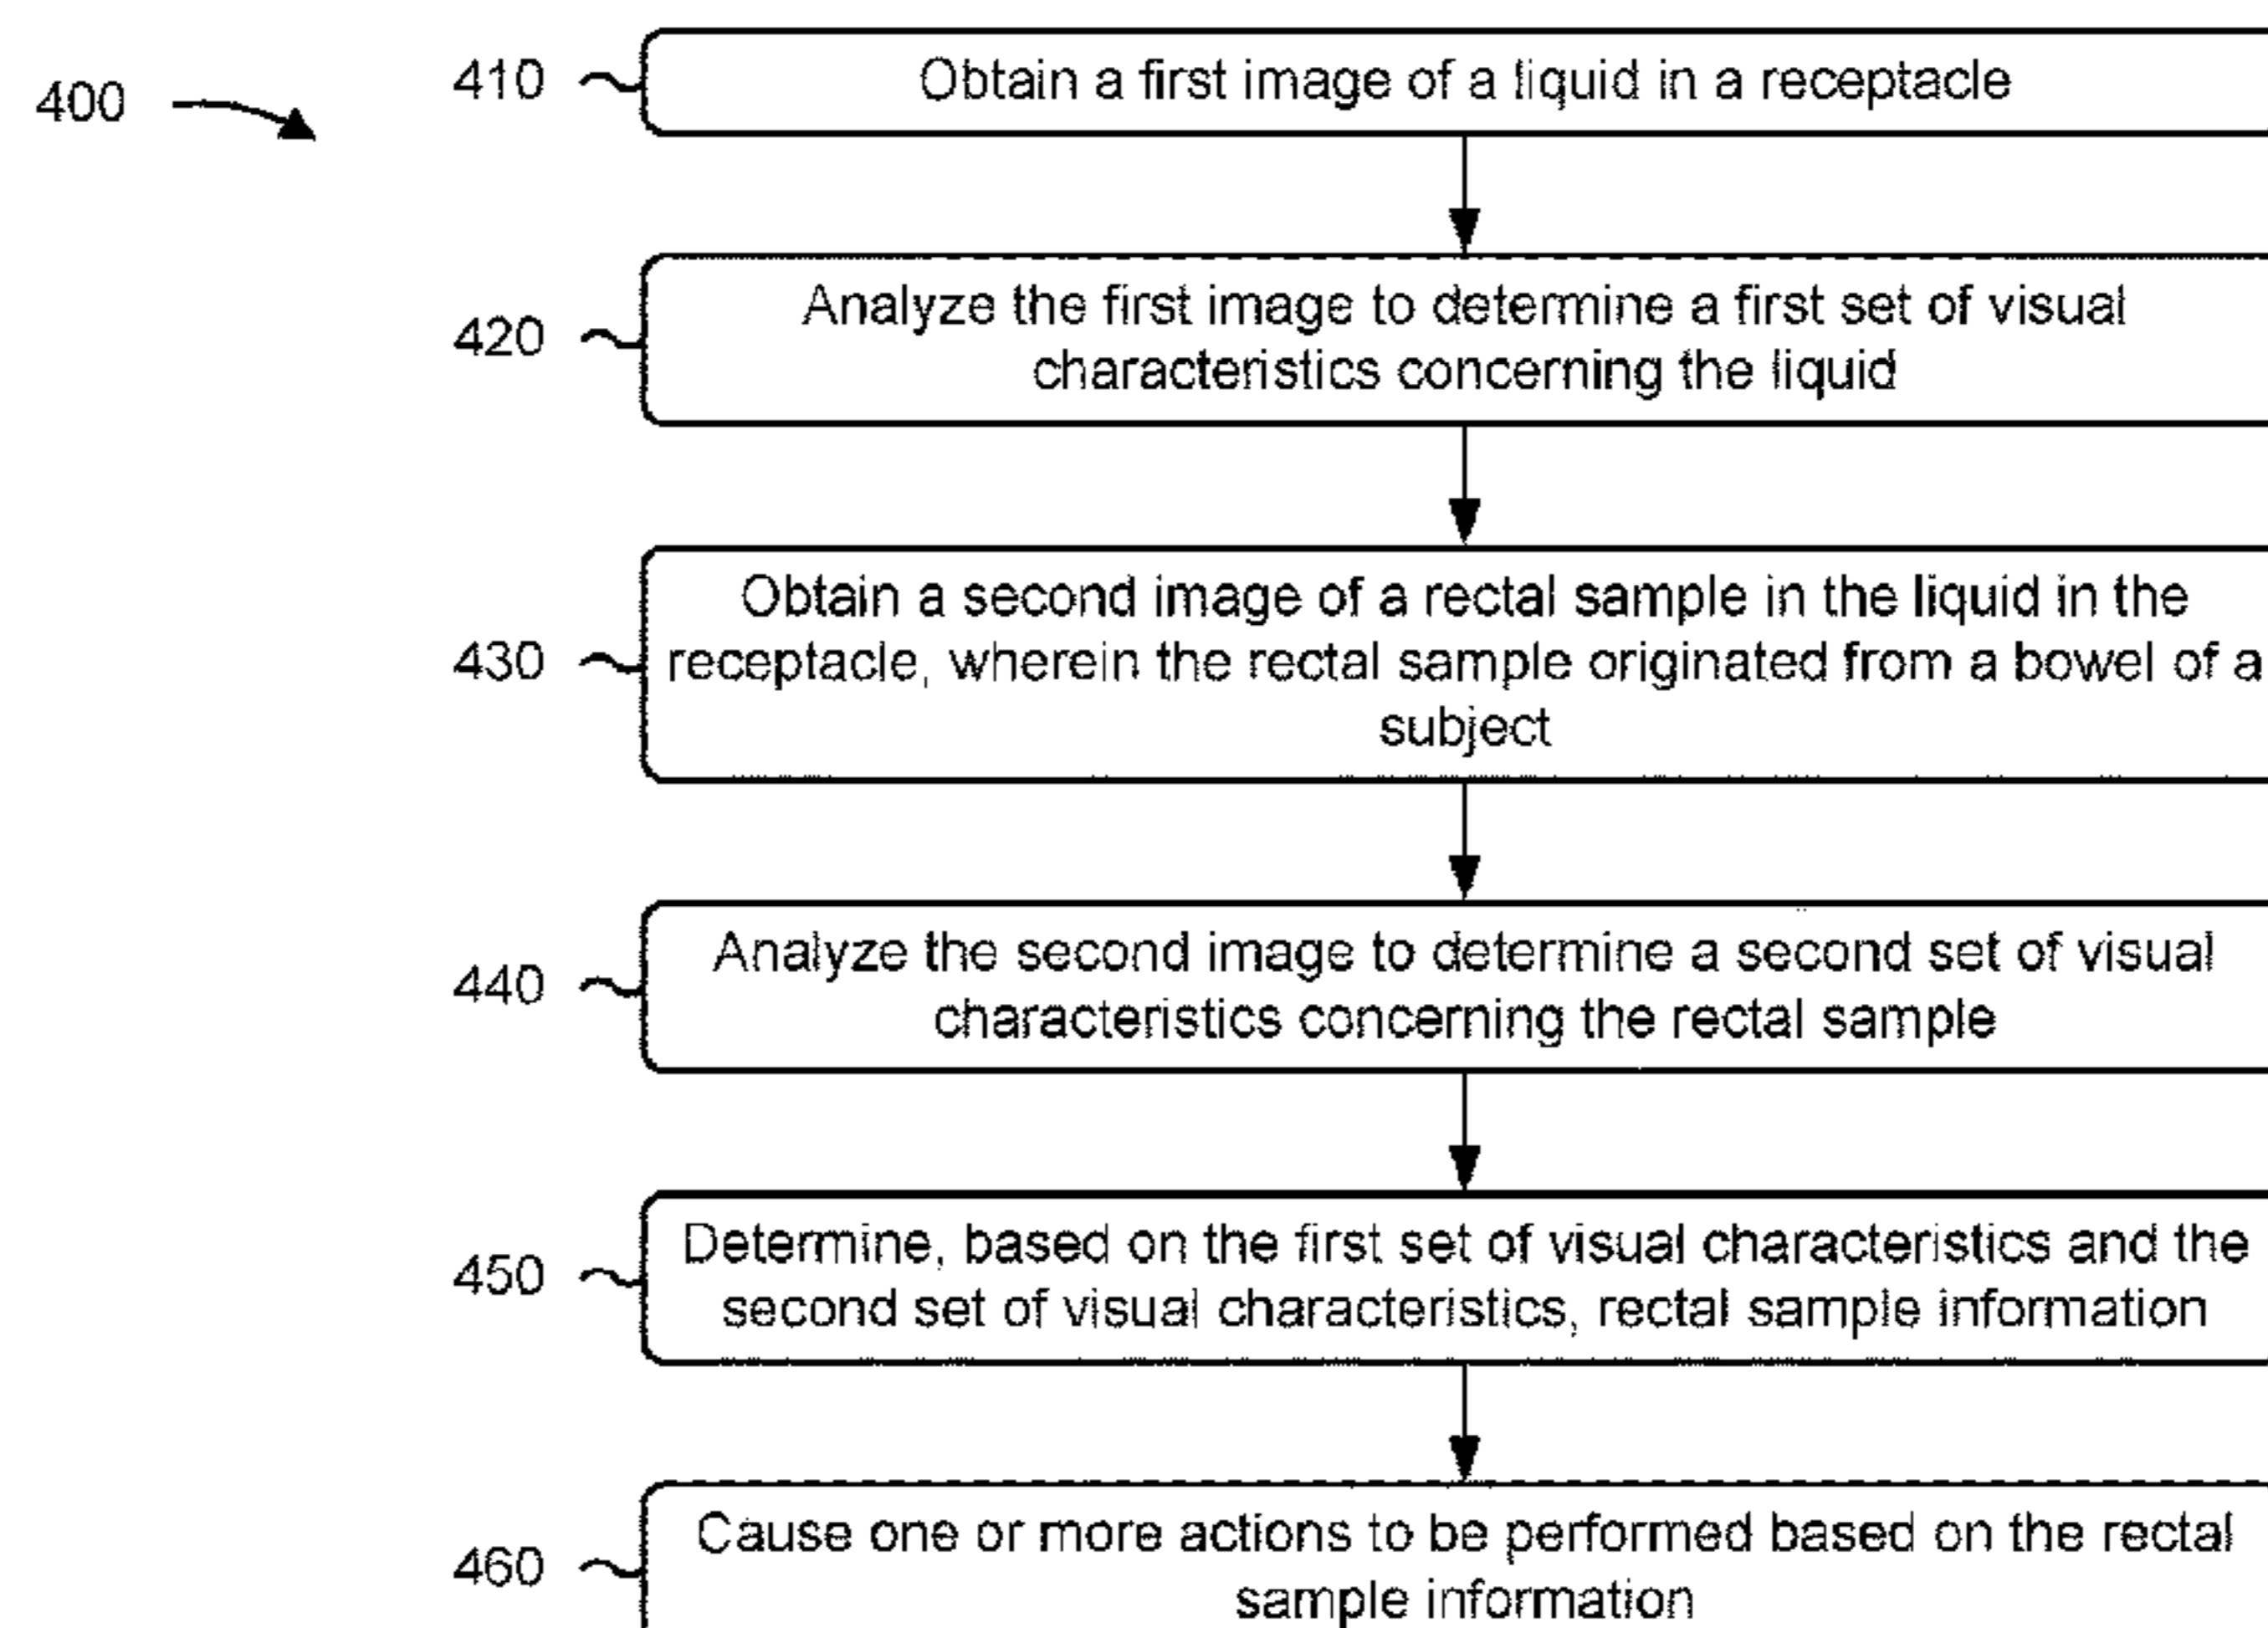 400
410
Obtain a first image of a liquid in a receptacle
420
Analyze the first image to determine a first set of visual
characteristics concerning the liquid
430
Obtain a second image of a rectal sample in the liquid in the
receptacle, wherein the rectal sample originated from a bowel of a
subject
440
Analyze the second image to determine a second set of visual
characteristics concerning the rectal sample
450
Determine, based on the first set of visual characteristics and the
second set of visual characteristics, rectal sample information
460
Cause one or more actions to be performed based on the rectal
sample information